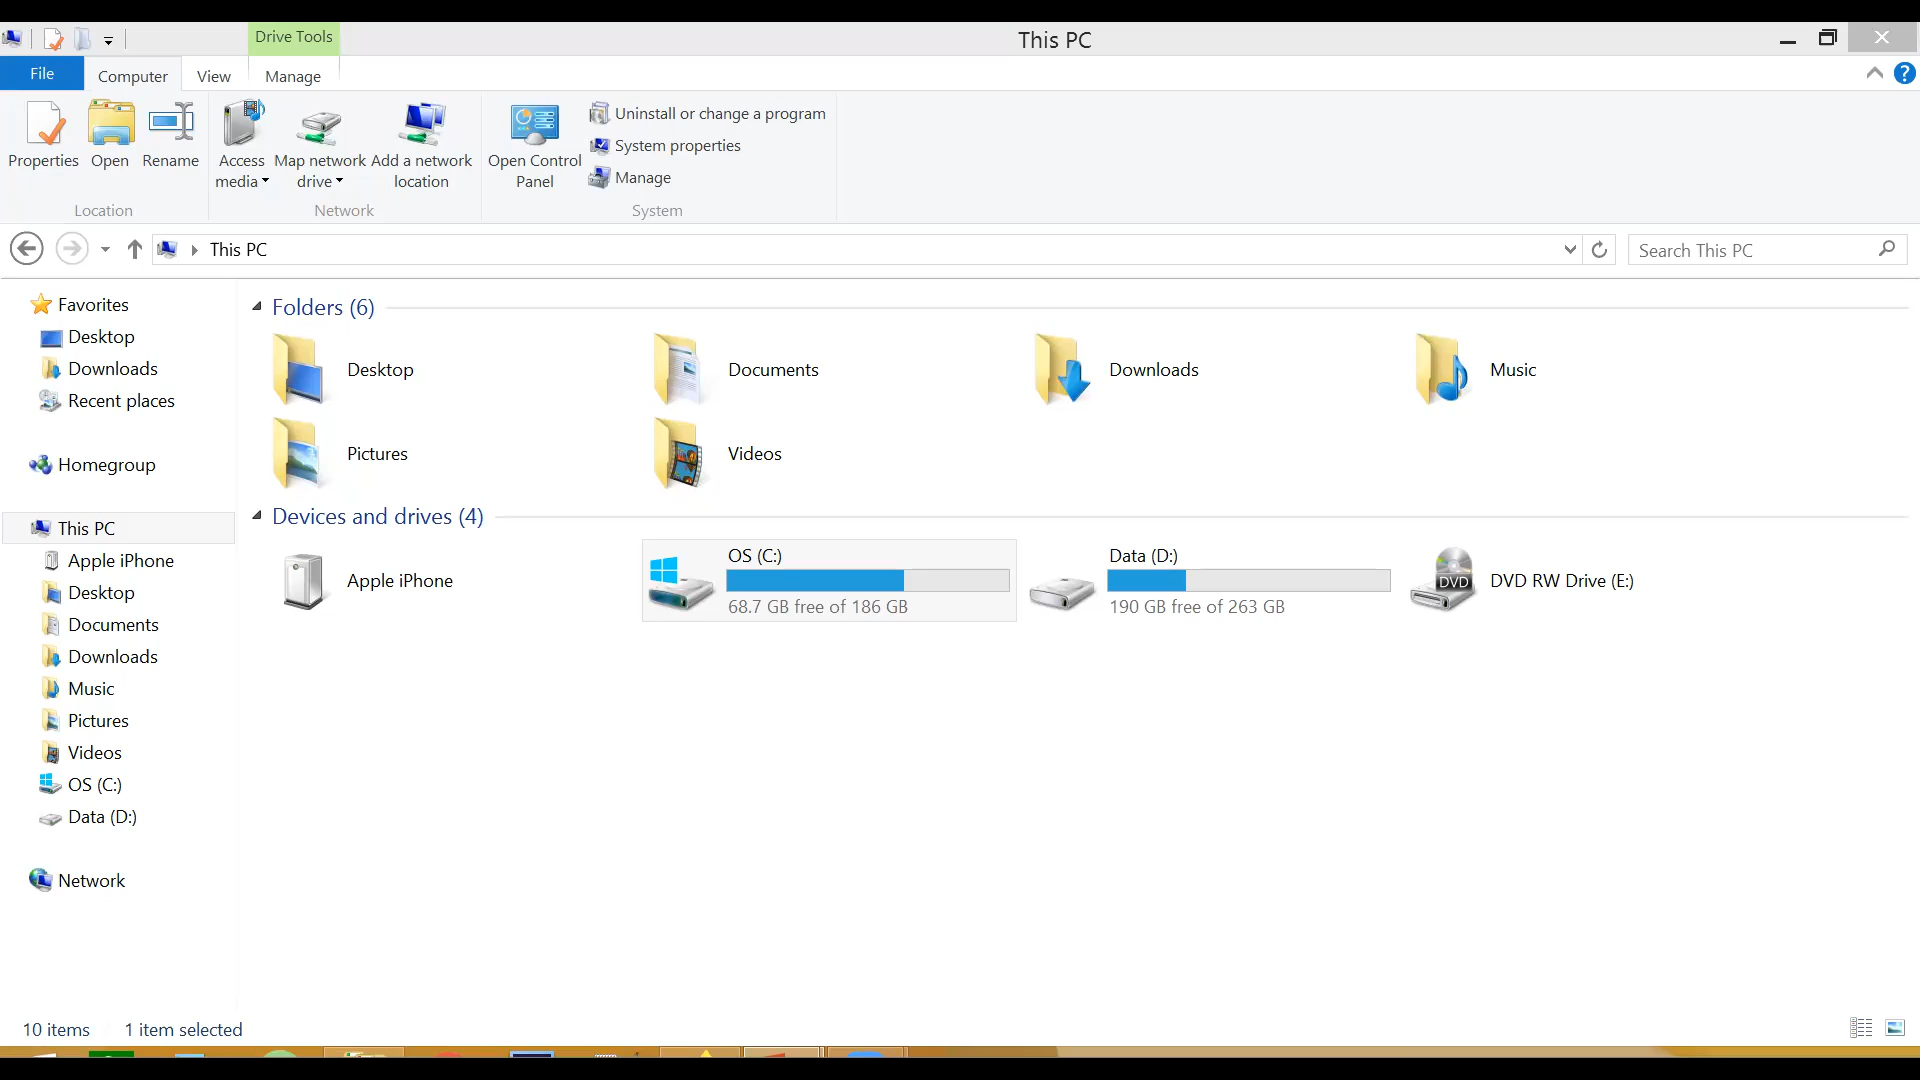 Drive Tools
This PC
File
Computer
View
Manage
Properties
Open
Rename
Access media
Map network drive
Add a network location
Open Control Panel
Uninstall or change a program
System properties
Manage
Location
Network
System
This PC
Search This PC
Favorites
Desktop
Downloads
Recent places
Homegroup
This PC
Apple iPhone
Desktop
Documents
Downloads
Music
Pictures
Videos
OS (C:)
Data (D:)
Network
Folders (6)
Desktop
Documents
Downloads
Music
Pictures
Videos
Devices and drives (4)
Apple iPhone
OS (C:)
68.7 GB free of 186 GB
Data (D:)
190 GB free of 263 GB
DVD
DVD RW Drive (E:)
10 items
1 item selected